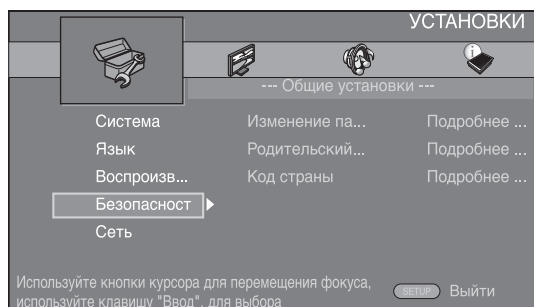 УСТАНОВКИ
--- Общие установки ---
Система
Изменение па...
Подробнее ...
Язык
Родительский...
Подробнее ...
Воспроизв...
Код страны
Подробнее ...
Безопасност
Сеть
Используйте кнопки курсора для перемещения фокуса,
используйте клавишу "Ввод", для выбора
SETUP Выйти